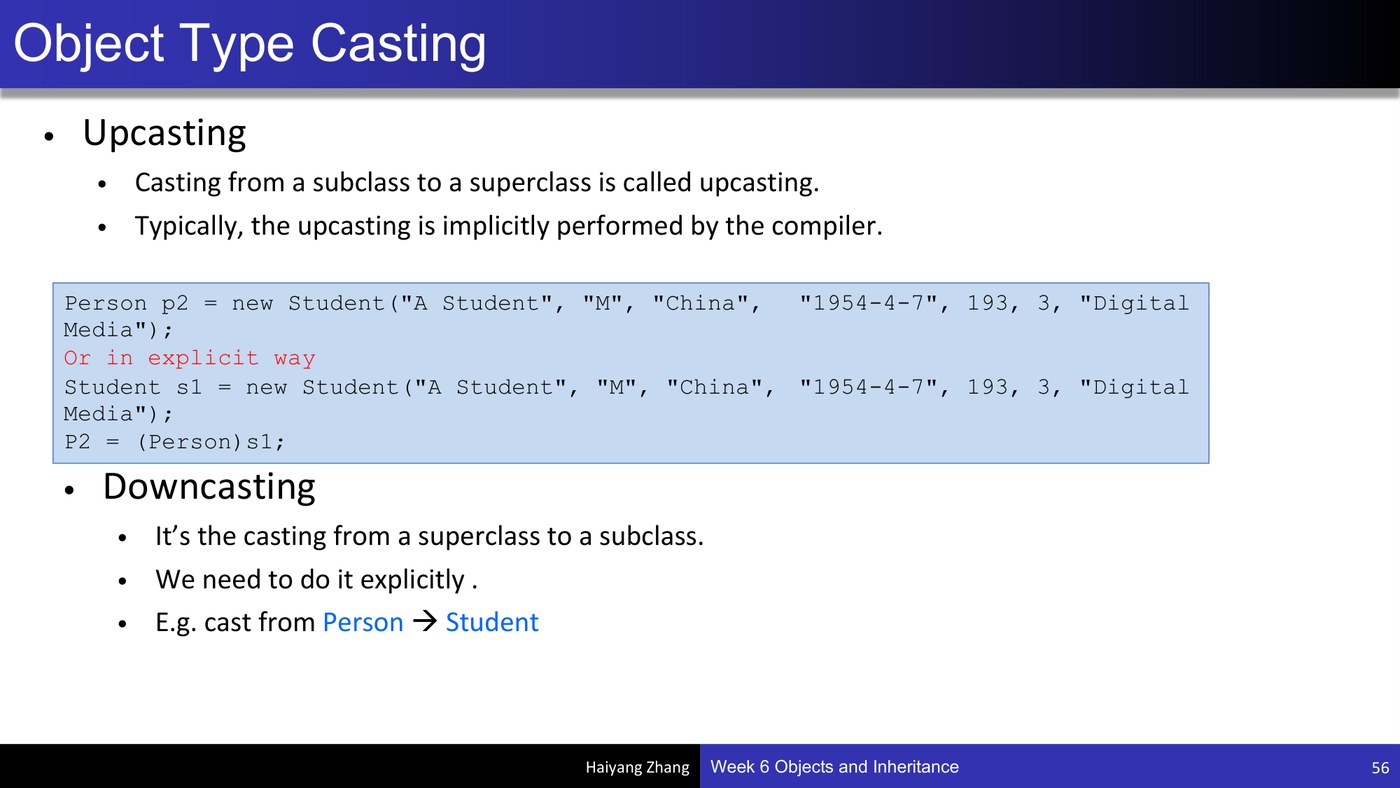 Object Type Casting
• Upcasting
• Casting from a subclass to a superclass is called upcasting.
• Typically, the upcasting is implicitly performed by the compiler.
Person p2 = new Student("A Student", "M", "China",  "1954-4-7", 193, 3, "Digital
Media");
Or in explicit way
Student s1 = new Student("A Student", "M", "China",  "1954-4-7", 193, 3, "Digital
Media");
P2 = (Person)s1;
• Downcasting
• It’s the casting from a superclass to a subclass.
• We need to do it explicitly .
• E.g. cast from Person → Student
Haiyang Zhang
Week 6 Objects and Inheritance
56